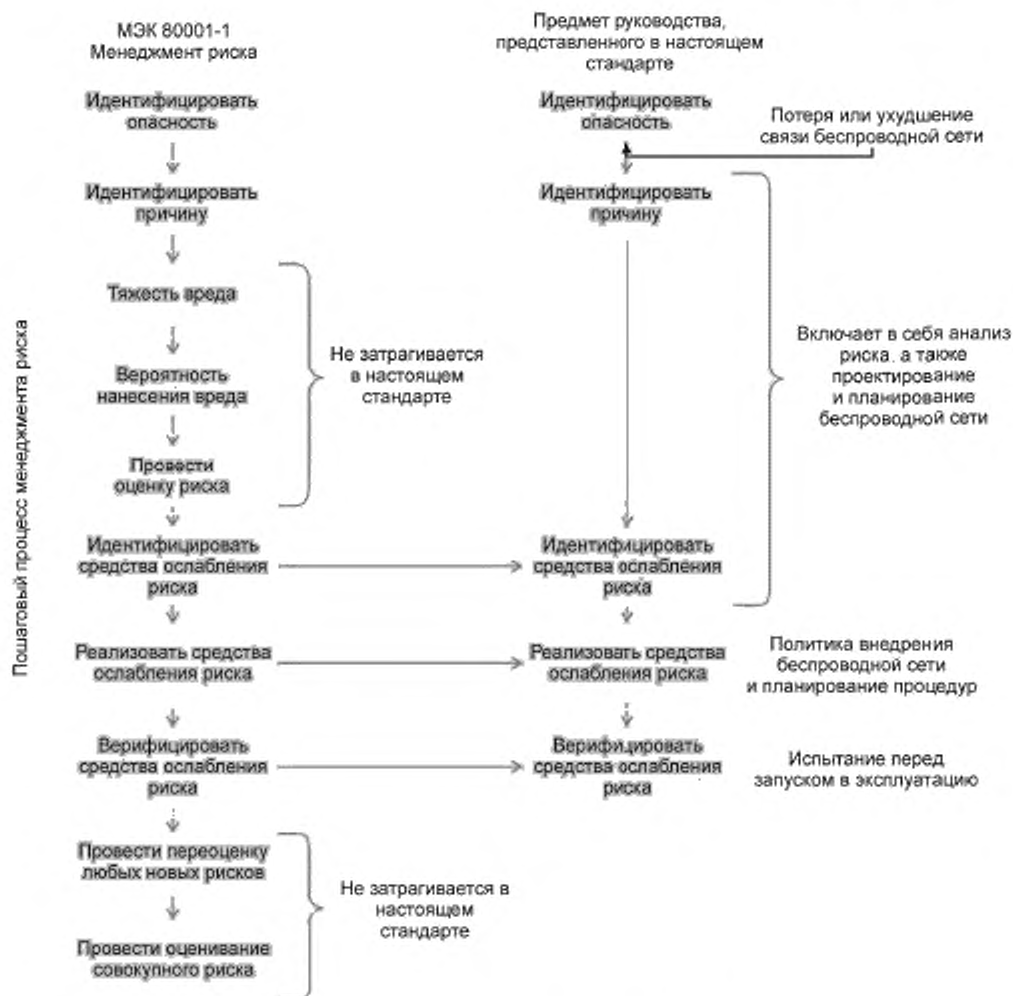 МЭК 80001-1
Менеджмент риска
Идентифицировать
опасность
Идентифицировать
причину
Тяжесть вреда
Вероятность
нанесения вреда
Провести
оценку риска
Не затрагивается
в настоящем
стандарте
Идентифицировать
средства ослабления
риска
Реализовать средства
ослабления риска
Верифицировать
средства ослабления
риска
Провести переоценку
любых новых рисков
Провести оценивание
совокупного риска
Не затрагивается в
настоящем
стандарте
Пошаговый процесс менеджмента риска
Предмет руководства,
представленного в настоящем
стандарте
Идентифицировать
опасность
Потеря или ухудшение
связи беспроводной сети
Идентифицировать
причину
Включает в себя анализ
риска. а также
проектирование
и планирование
беспроводной сети
Идентифицировать
средства ослабления
риска
Реализовать средства
ослабления риска
Политика внедрения
беспроводной сети
и планирование процедур
Верифицировать
средства ослабления
риска
Испытание перед
запуском в эксплуатацию